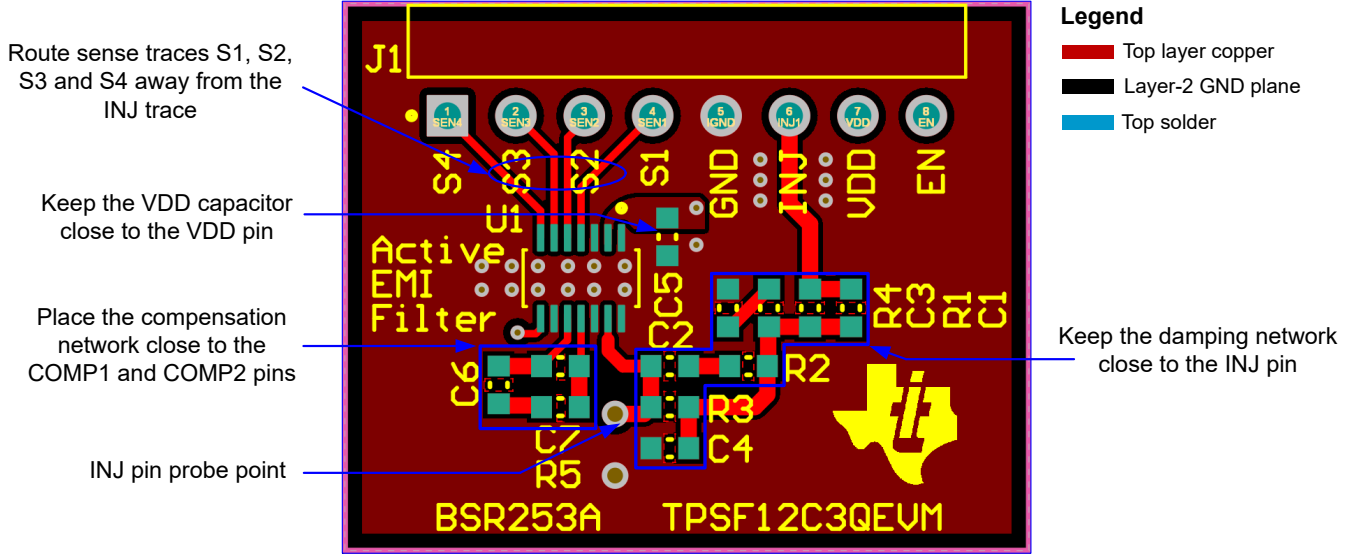 Route sense traces S1, S2,
S3 and S4 away from the
INJ trace
Keep the VDD capacitor
close to the VDD pin
Place the compensation
network close to the
COMP1 and COMP2 pins
INJ pin probe point
J1
1
SEN4
2
SEN3
3
SEN2
4
SEN1
5
IGND
6
INJ1
7
VDD
8
EN
S4
S3
S2
S1
GND
INJ
VDD
EN
U1
Active
EMI
Filter
C5
C2
R4
C3
R1
C1
C6
R2
R3
C7
C4
R5
BSR253A
TPSF12C3QEVM
Legend
Top layer copper
Layer-2 GND plane
Top solder
Keep the damping network
close to the INJ pin